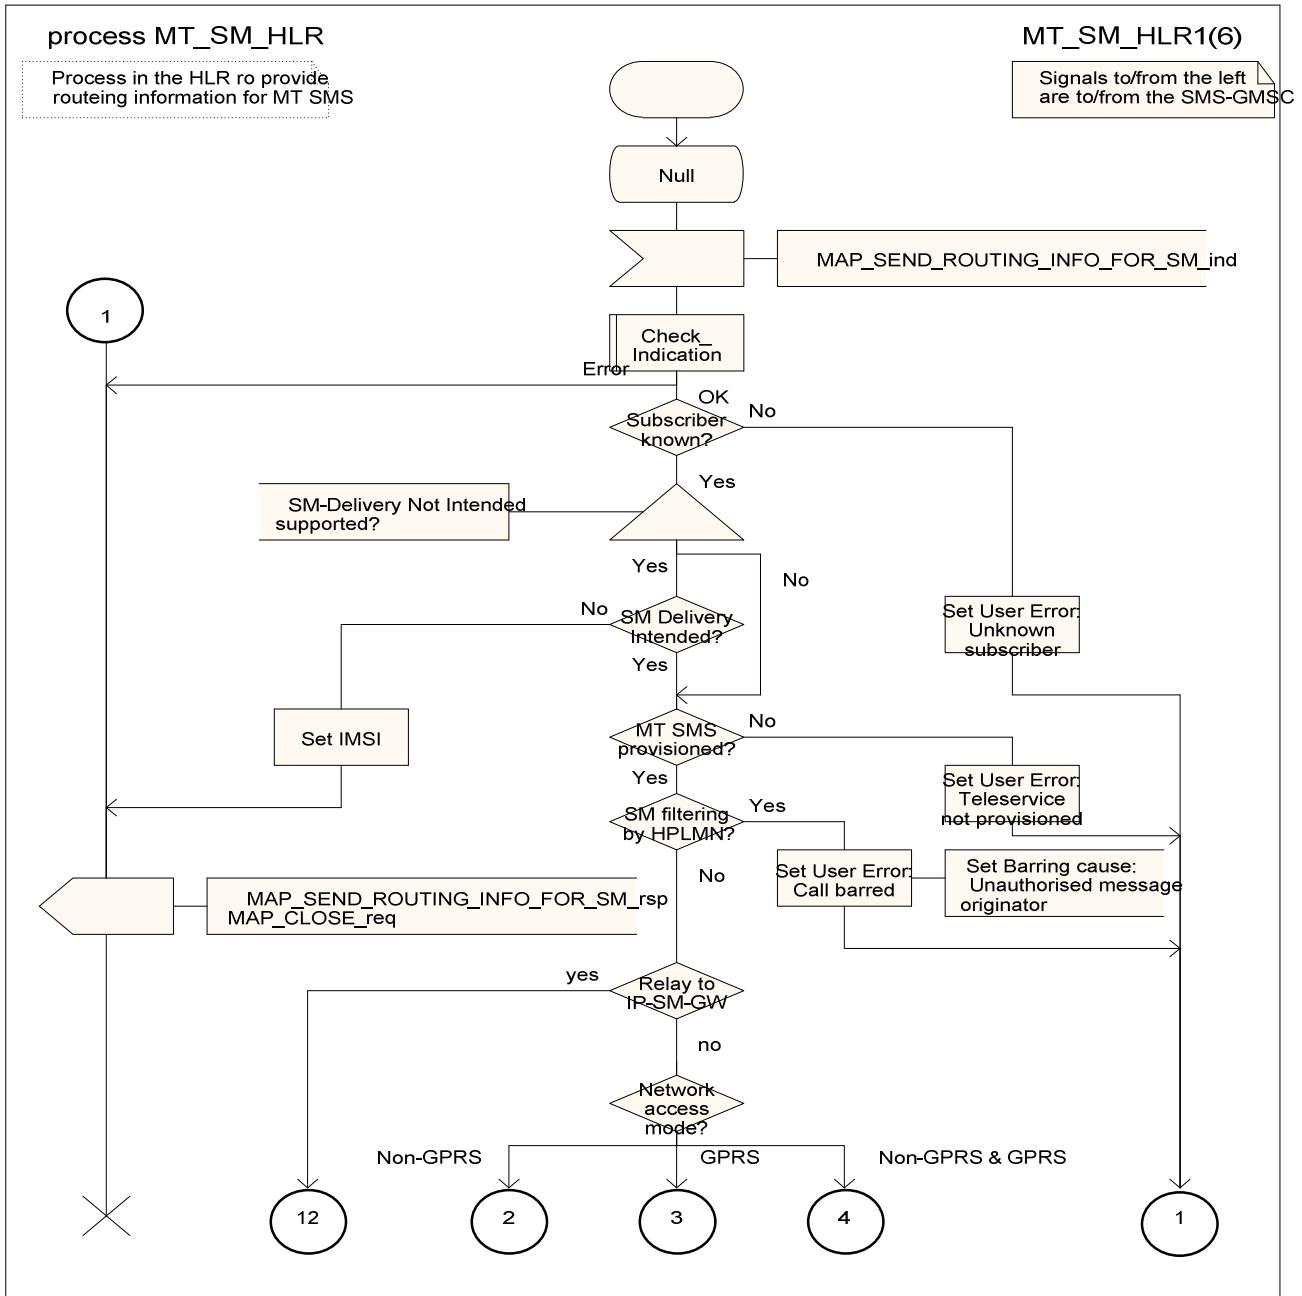 process MT_SM_HLR
MT_SM_HLR1(6)
Process in the HLR ro provide
routeing information for MT SMS
Signals to/from the left
are to/from the SMS-GMSC
Null
MAP_SEND_ROUTING_INFO_FOR_SM_ind
1
Check_
Indication
Error
OK
Subscriber
known?
No
Yes
SM-Delivery Not Intended
supported?
Yes
No
SM Delivery
Intended?
No
Yes
Set User Error:
Unknown
subscriber
Set IMSI
MT SMS
provisioned?
No
Yes
Set User Error:
Teleservice
not provisioned
SM filtering
by HPLMN?
Yes
No
Set User Error:
Call barred
Set Barring cause:
Unauthorised message
originator
MAP_SEND_ROUTING_INFO_FOR_SM_rsp
MAP_CLOSE_req
Relay to
IP-SM-GW
yes
no
Network
access
mode?
Non-GPRS
GPRS
Non-GPRS & GPRS
12
2
3
4
1